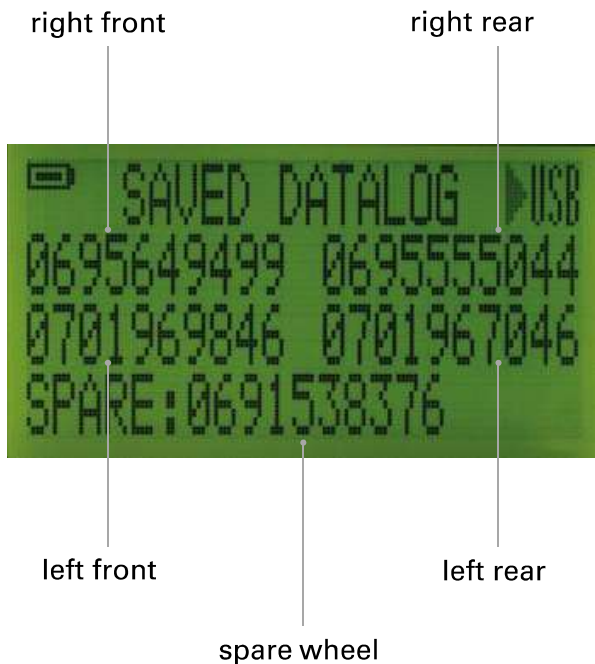 right front right rear
SAVED DATALOG USB
0695649499 0695555044
0701969846 0701967046
SPARE:0691538376
left front left rear
spare wheel